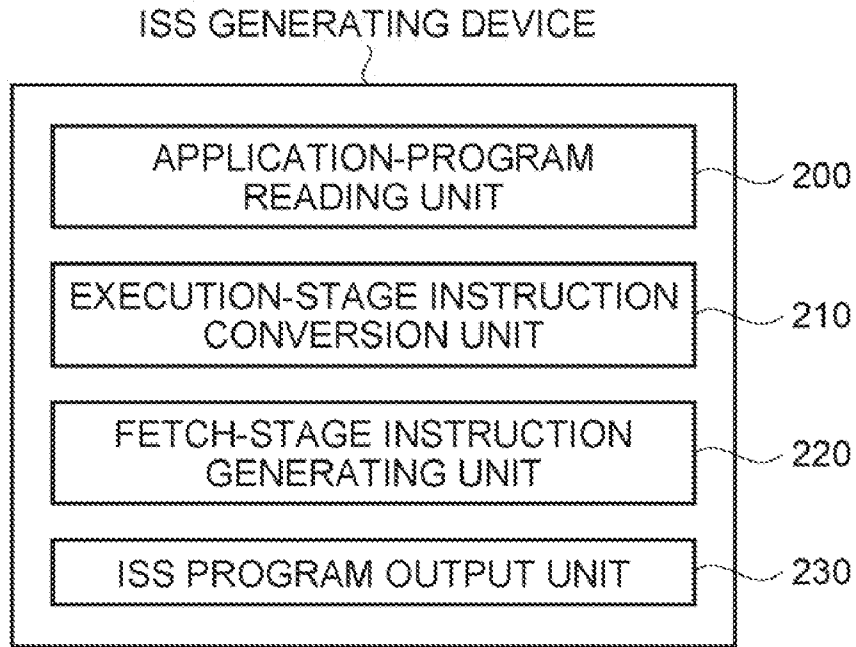 ISS GENERATING DEVICE
APPLICATION-PROGRAM
READING UNIT
200
EXECUTION-STAGE INSTRUCTION
CONVERSION UNIT
210
FETCH-STAGE INSTRUCTION
GENERATING UNIT
220
ISS PROGRAM OUTPUT UNIT
230